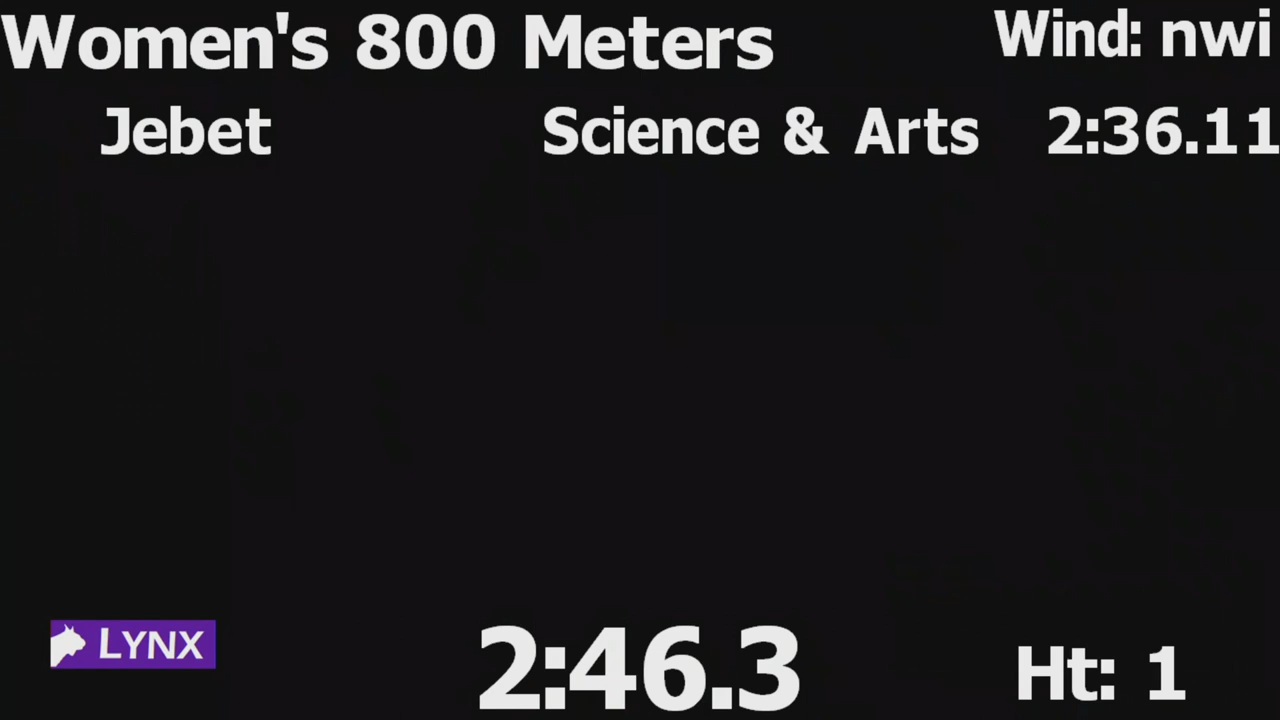 Women's 800 Meters Wind: nwi
Jebet Science & Arts 2:36.11
LYNX 2:46.3 Ht: 1